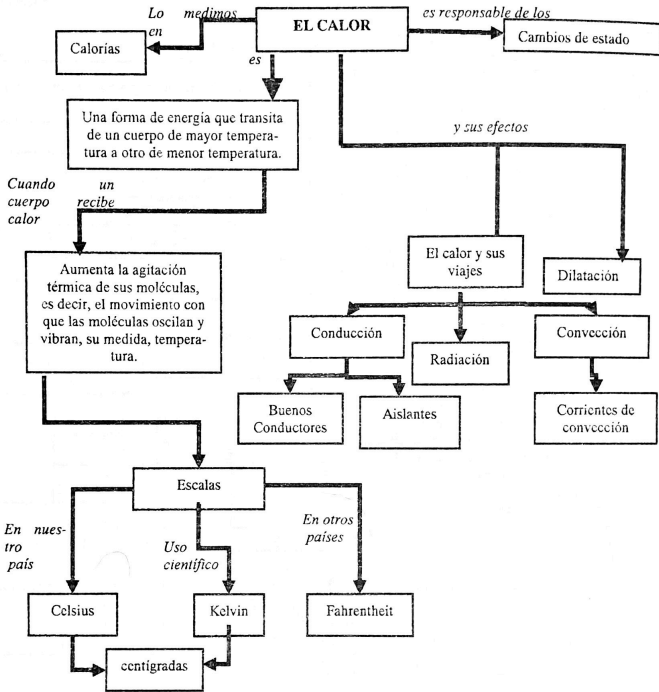 Lo medimos
en
EL CALOR
es responsable de los
Calorías
Cambios de estado
es
Una forma de energía que transita
de un cuerpo de mayor tempera-
tura a otro de menor temperatura.
y sus efectos
Cuando un
cuerpo recibe
calor
Aumenta la agitación
térmica de sus moléculas,
es decir, el movimiento con
que las moléculas oscilan y
vibran, su medida, tempera-
tura.
El calor y sus
viajes
Dilatación
Conducción
Radiación
Convección
Buenos
Conductores
Aislantes
Corrientes de
convección
Escalas
En nues-
tro
país
Uso
científico
En otros
países
Celsius
Kelvin
Fahrentheit
centígradas